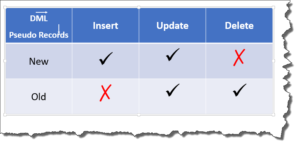 DML
Pseudo Records
Insert
Update
Delete
New
✓
✓
✗
Old
✗
✓
✓